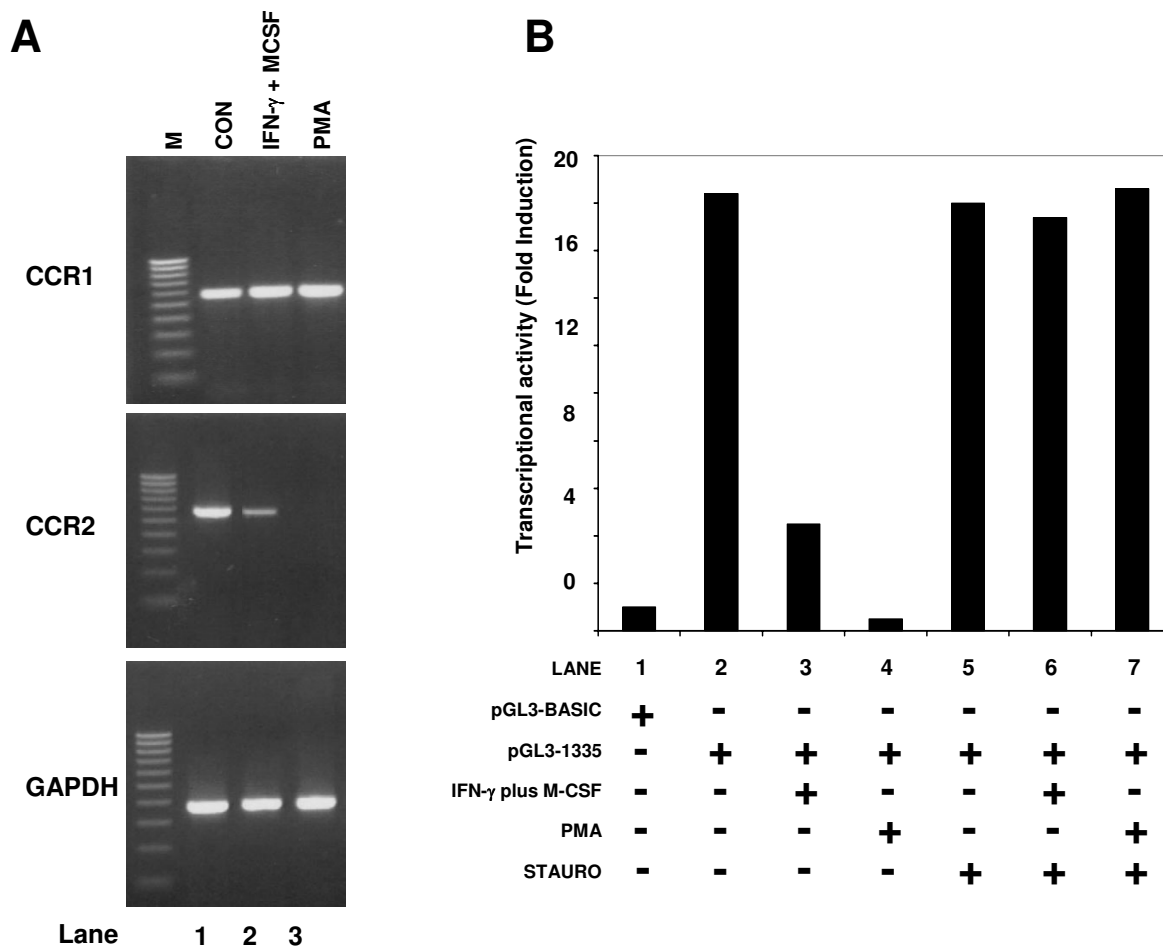 A
M
CON
IFN-γ + MCSF
PMA
CCR1
CCR2
GAPDH
Lane 1 2 3
B
Transcriptional activity (Fold Induction)
20
16
12
8
4
0
LANE 1 2 3 4 5 6 7
pGL3-BASIC + - - - - - -
pGL3-1335 - + + + + + +
IFN-γ plus M-CSF - - + - - + -
PMA - - - + - - +
STAURO - - - - + + +